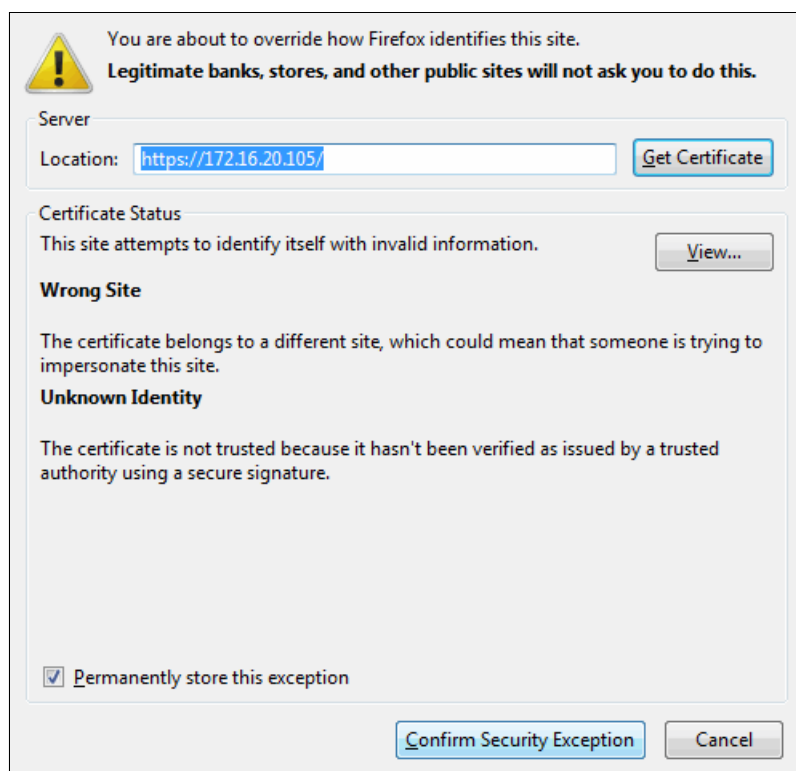 You are about to override how Firefox identifies this site.
Legitimate banks, stores, and other public sites will not ask you to do this.
Server
Location: https://172.16.20.105/ Get Certificate
Certificate Status
This site attempts to identify itself with invalid information.
View...
Wrong Site
The certificate belongs to a different site, which could mean that someone is trying to
impersonate this site.
Unknown Identity
The certificate is not trusted because it hasn't been verified as issued by a trusted
authority using a secure signature.
Permanently store this exception
Confirm Security Exception Cancel